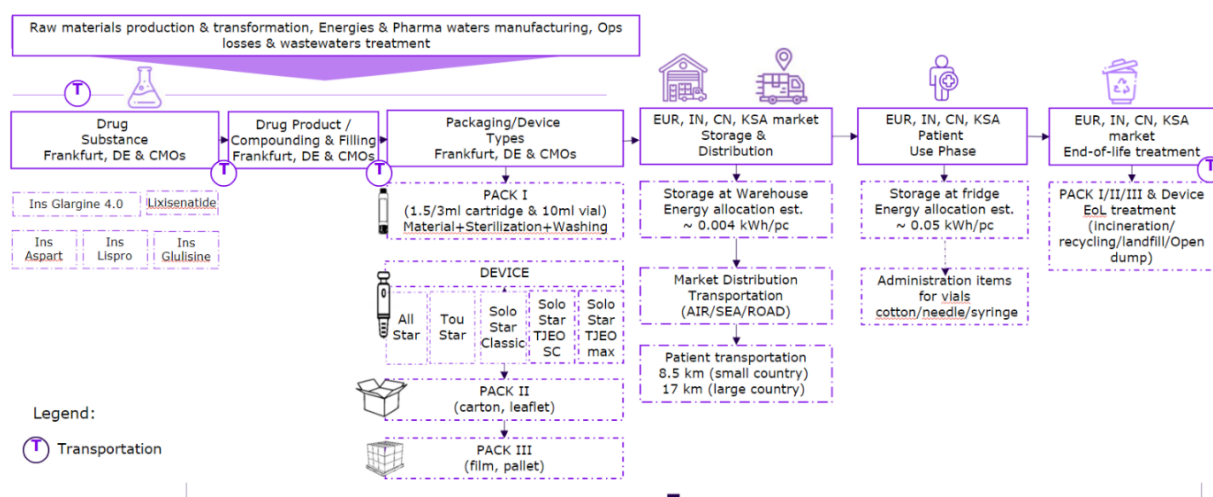 Raw materials production & transformation, Energies & Pharma waters manufacturing, Ops
losses & wastewaters treatment
T
Drug
Substance
Frankfurt, DE & CMOs
Drug Product /
Compounding & Filling
Frankfurt, DE & CMOs
Packaging/Device
Types
Frankfurt, DE & CMOs
EUR, IN, CN, KSA market
Storage &
Distribution
EUR, IN, CN, KSA
Patient
Use Phase
EUR, IN, CN, KSA
market
End-of-life treatment
T
T
T
Ins Glargine 4.0
Lixisenatide
Ins
Aspart
Ins
Lispro
Ins
Glulisine
PACK I
(1.5/3ml cartridge & 10ml vial)
Material+Sterilization+Washing
DEVICE
All
Star
Tou
Star
Solo
Star
Classic
Solo
Star
TJEO
SC
Solo
Star
TJEO
max
PACK II
(carton, leaflet)
PACK III
(film, pallet)
Storage at Warehouse
Energy allocation est.
~ 0.004 kWh/pc
Market Distribution
Transportation
(AIR/SEA/ROAD)
Patient transportation
8.5 km (small country)
17 km (large country)
Storage at fridge
Energy allocation est.
~ 0.05 kWh/pc
Administration items
for vials
cotton/needle/syringe
PACK I/II/III & Device
EoL treatment
(incineration/
recycling/landfill/Open
dump)
Legend:
T Transportation